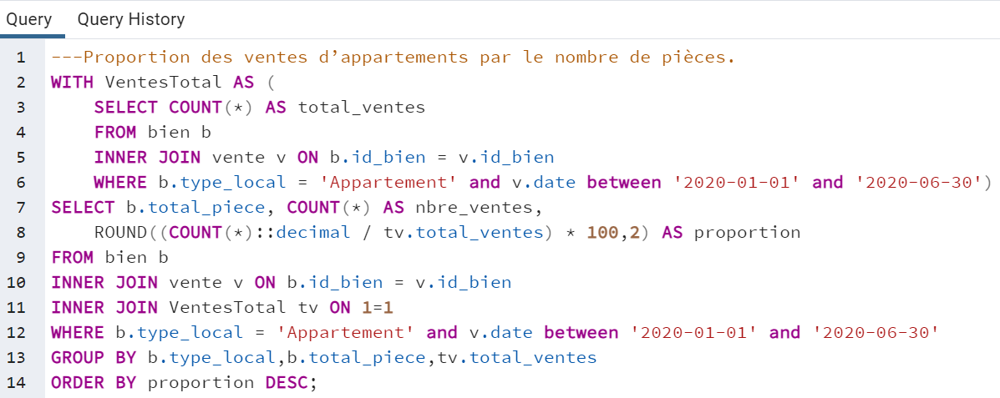 Query Query History
1 ---Proportion des ventes d’appartements par le nombre de pièces.
2 WITH VentesTotal AS (
3 SELECT COUNT(*) AS total_ventes
4 FROM bien b
5 INNER JOIN vente v ON b.id_bien = v.id_bien
6 WHERE b.type_local = 'Appartement' and v.date between '2020-01-01' and '2020-06-30')
7 SELECT b.total_piece, COUNT(*) AS nbre_ventes,
8 ROUND((COUNT(*)::decimal / tv.total_ventes) * 100,2) AS proportion
9 FROM bien b
10 INNER JOIN vente v ON b.id_bien = v.id_bien
11 INNER JOIN VentesTotal tv ON 1=1
12 WHERE b.type_local = 'Appartement' and v.date between '2020-01-01' and '2020-06-30'
13 GROUP BY b.type_local,b.total_piece,tv.total_ventes
14 ORDER BY proportion DESC;